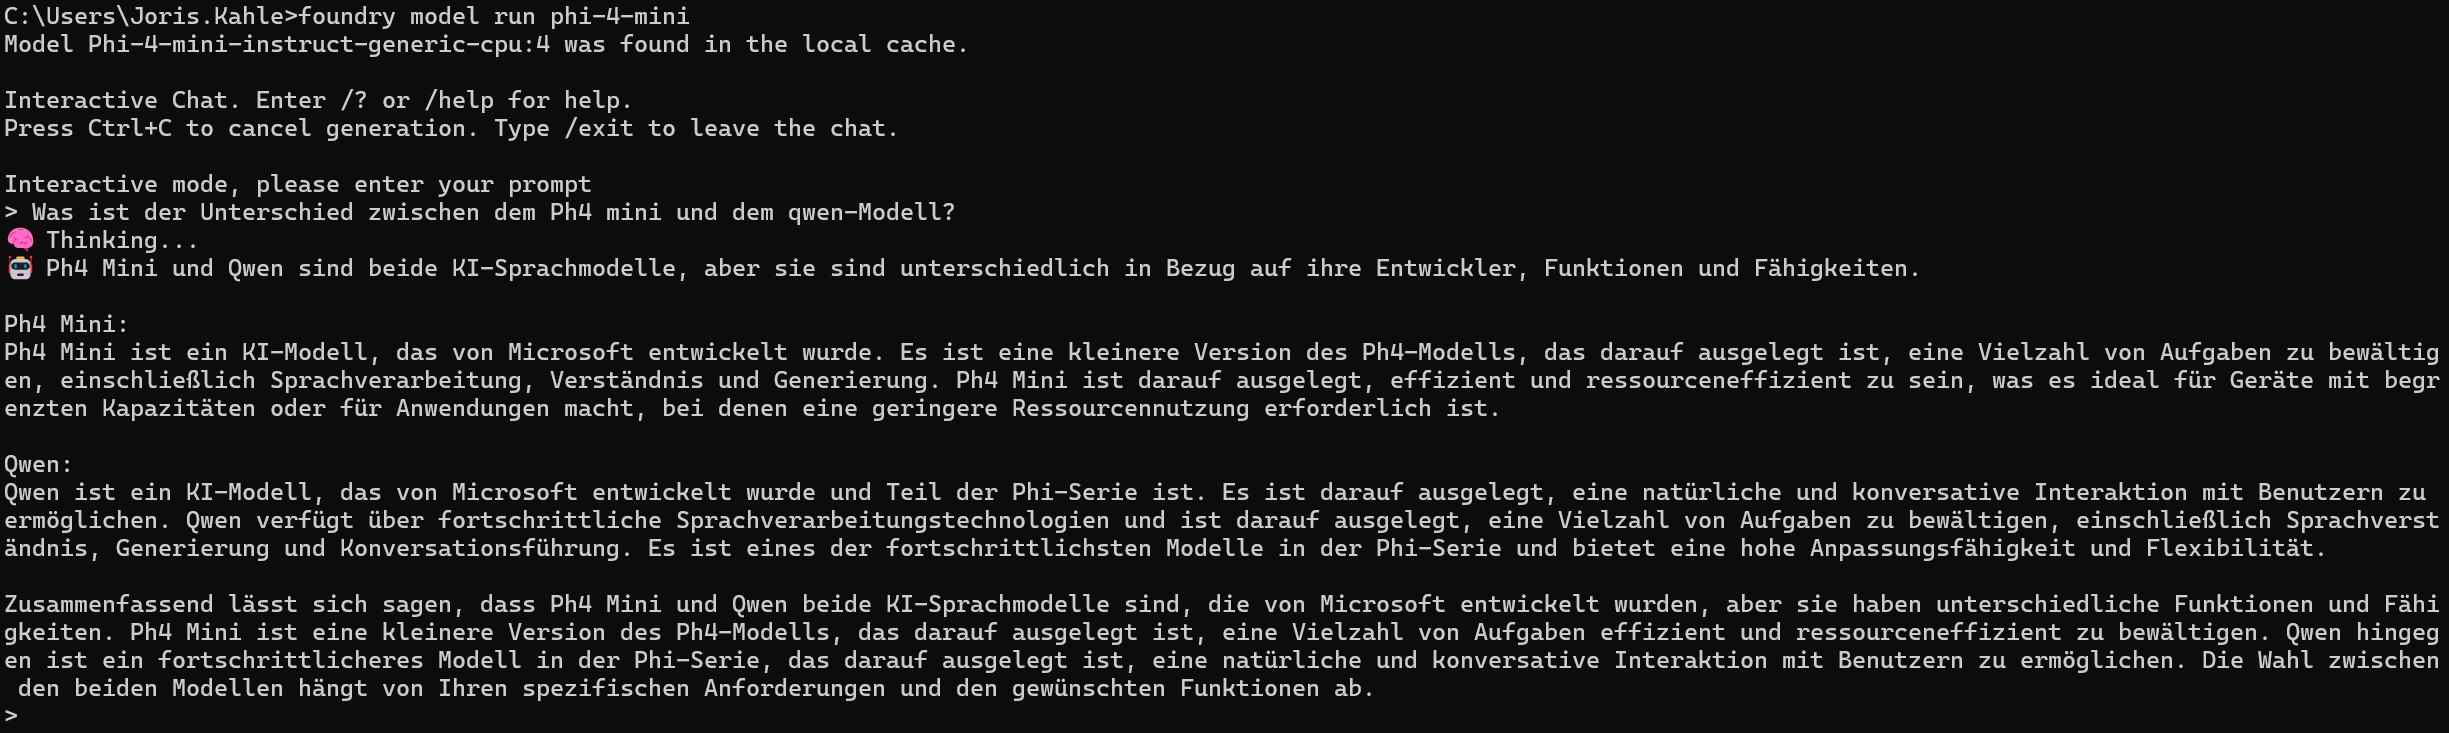 C:\Users\Joris.Kahle>foundry model run phi-4-mini
Model Phi-4-mini-instruct-generic-cpu:4 was found in the local cache.
Interactive Chat. Enter /? or /help for help.
Press Ctrl+C to cancel generation. Type /exit to leave the chat.
Interactive mode, please enter your prompt
> Was ist der Unterschied zwischen dem Ph4 mini und dem qwen-Modell?
🧠 Thinking...
🤖 Ph4 Mini und Qwen sind beide KI-Sprachmodelle, aber sie sind unterschiedlich in Bezug auf ihre Entwickler, Funktionen und Fähigkeiten.
Ph4 Mini:
Ph4 Mini ist ein KI-Modell, das von Microsoft entwickelt wurde. Es ist eine kleinere Version des Ph4-Modells, das darauf ausgelegt ist, eine Vielzahl von Aufgaben zu bewältig
en, einschließlich Sprachverarbeitung, Verständnis und Generierung. Ph4 Mini ist darauf ausgelegt, effizient und ressourceneffizient zu sein, was es ideal für Geräte mit begr
enzten Kapazitäten oder für Anwendungen macht, bei denen eine geringere Ressourcennutzung erforderlich ist.
Qwen:
Qwen ist ein KI-Modell, das von Microsoft entwickelt wurde und Teil der Phi-Serie ist. Es ist darauf ausgelegt, eine natürliche und konversative Interaktion mit Benutzern zu
ermöglichen. Qwen verfügt über fortschrittliche Sprachverarbeitungstechnologien und ist darauf ausgelegt, eine Vielzahl von Aufgaben zu bewältigen, einschließlich Sprachverst
ändnis, Generierung und Konversationsführung. Es ist eines der fortschrittlichsten Modelle in der Phi-Serie und bietet eine hohe Anpassungsfähigkeit und Flexibilität.
Zusammenfassend lässt sich sagen, dass Ph4 Mini und Qwen beide KI-Sprachmodelle sind, die von Microsoft entwickelt wurden, aber sie haben unterschiedliche Funktionen und Fähi
gkeiten. Ph4 Mini ist eine kleinere Version des Ph4-Modells, das darauf ausgelegt ist, eine Vielzahl von Aufgaben effizient und ressourceneffizient zu bewältigen. Qwen hingeg
en ist ein fortschrittlicheres Modell in der Phi-Serie, das darauf ausgelegt ist, eine natürliche und konversative Interaktion mit Benutzern zu ermöglichen. Die Wahl zwischen
den beiden Modellen hängt von Ihren spezifischen Anforderungen und den gewünschten Funktionen ab.
>